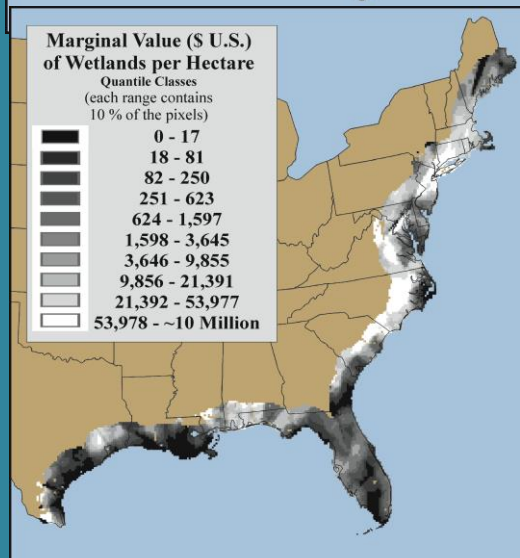 Marginal Value ($ U.S.)
of Wetlands per Hectare
Quantile Classes
(each range contains
10 % of the pixels)
0 - 17
18 - 81
82 - 250
251 - 623
624 - 1,597
1,598 - 3,645
3,646 - 9,855
9,856 - 21,391
21,392 - 53,977
53,978 - ~10 Million